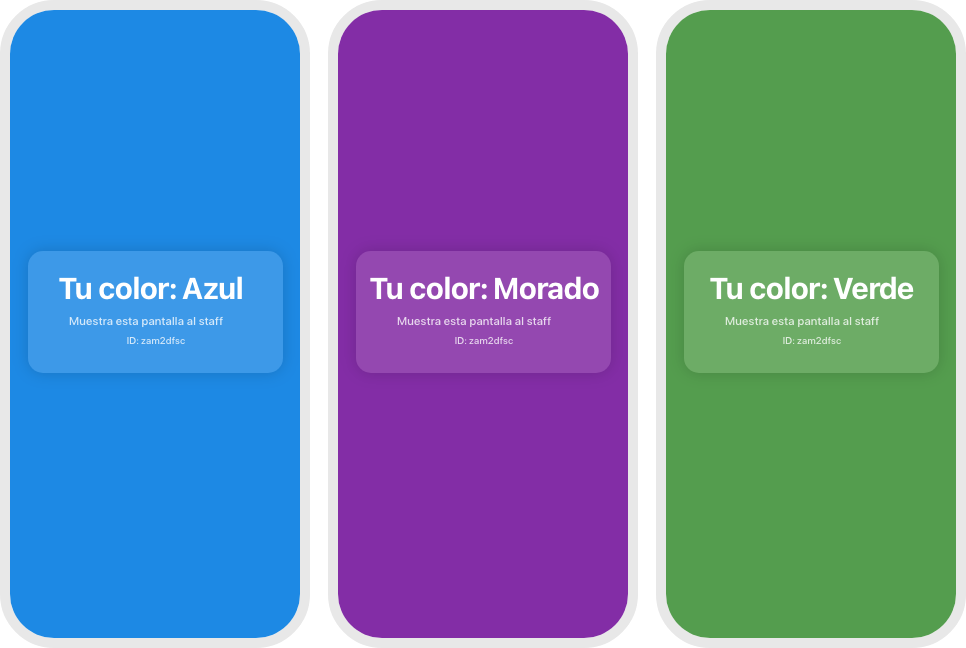 Tu color: Azul
Muestra esta pantalla al staff
ID: zam2dfsc
Tu color: Morado
Muestra esta pantalla al staff
ID: zam2dfsc
Tu color: Verde
Muestra esta pantalla al staff
ID: zam2dfsc